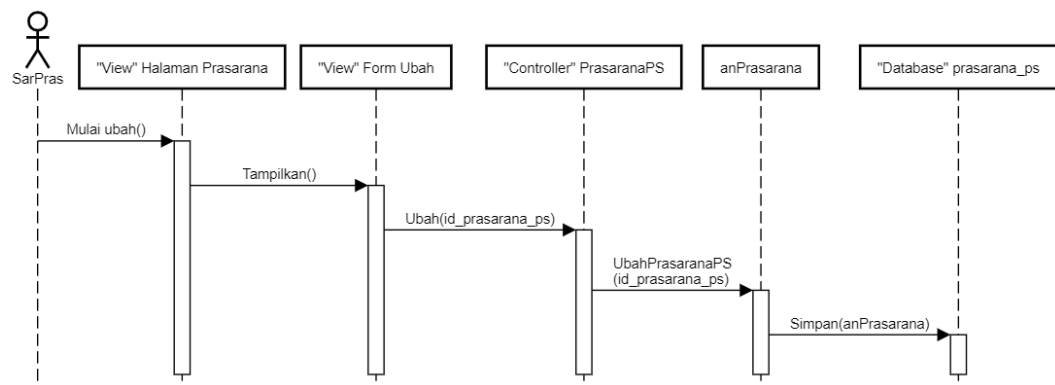 SarPras
"View" Halaman Prasarana
"View" Form Ubah
"Controller" PrasaranaPS
anPrasarana
"Database" prasarana_ps
Mulai ubah()
Tampilkan()
Ubah(id_prasarana_ps)
UbahPrasaranaPS
(id_prasarana_ps)
Simpan(anPrasarana)